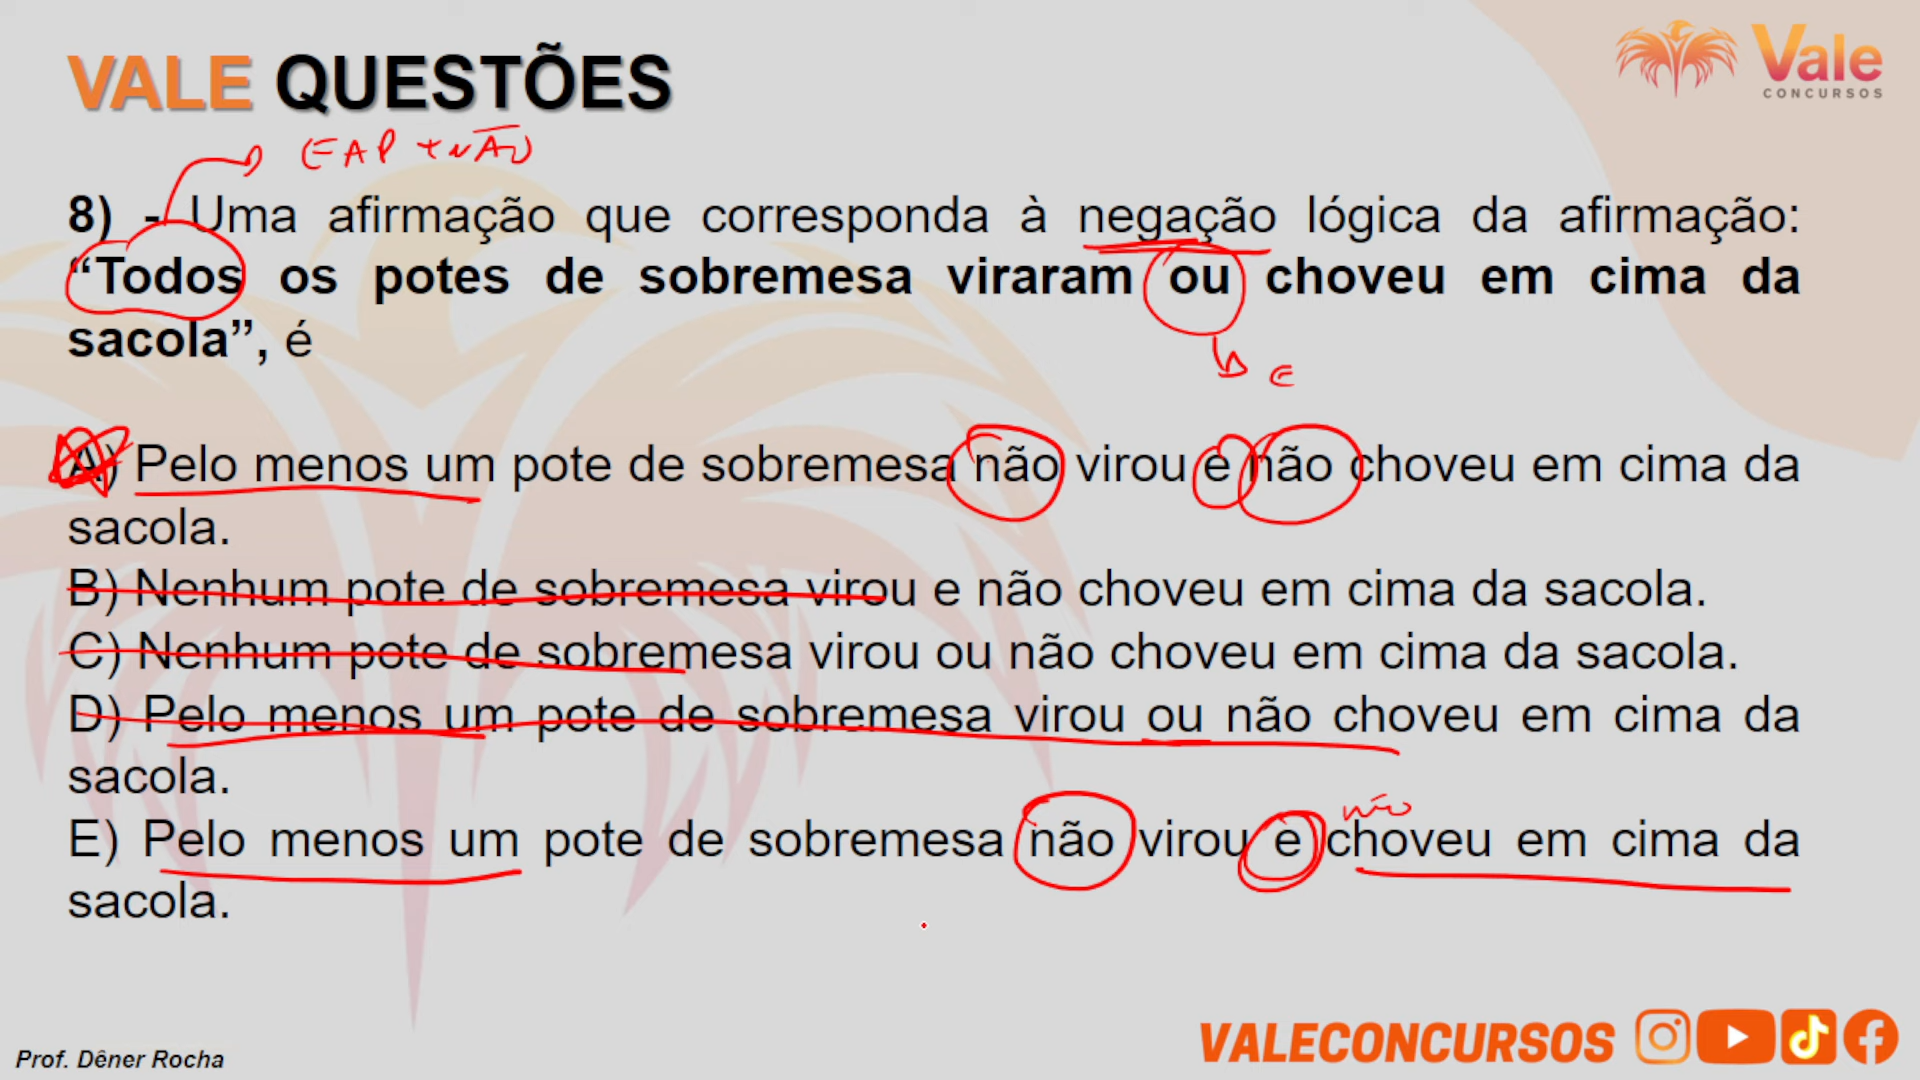 VALE QUESTÕES
Vale
CONCURSOS
(EAP + NÃO)
8) - Uma afirmação que corresponda à negação lógica da afirmação:
“Todos os potes de sobremesa viraram ou choveu em cima da
sacola”, é
e
A) Pelo menos um pote de sobremesa não virou e não choveu em cima da
sacola.
B) Nenhum pote de sobremesa virou e não choveu em cima da sacola.
C) Nenhum pote de sobremesa virou ou não choveu em cima da sacola.
D) Pelo menos um pote de sobremesa virou ou não choveu em cima da
sacola.
não
E) Pelo menos um pote de sobremesa não virou e choveu em cima da
sacola.
VALECONCURSOS
Prof. Dêner Rocha